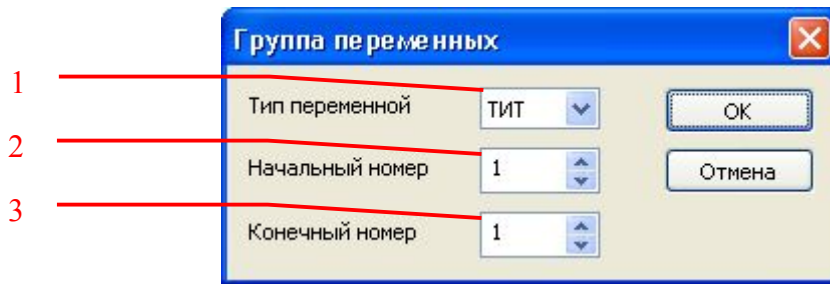 Группа переменных
1
Тип переменной ТИТ OK
2
Начальный номер 1 Отмена
3
Конечный номер 1